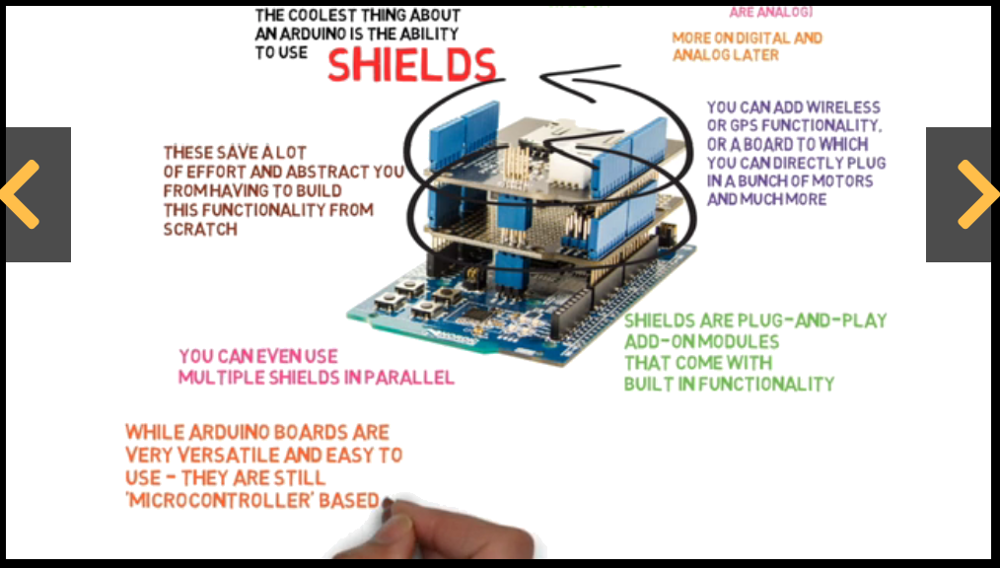 THE COOLEST THING ABOUT
AN ARDUINO IS THE ABILITY
TO USE SHIELDS
ARE ANALOG)
MORE ON DIGITAL AND
ANALOG LATER
YOU CAN ADD WIRELESS
OR GPS FUNCTIONALITY,
OR A BOARD TO WHICH
YOU CAN DIRECTLY PLUG
IN A BUNCH OF MOTORS
AND MUCH MORE
THESE SAVE A LOT
OF EFFORT AND ABSTRACT YOU
FROM HAVING TO BUILD
THIS FUNCTIONALITY FROM
SCRATCH
SHIELDS ARE PLUG-AND-PLAY
ADD-ON MODULES
THAT COME WITH
BUILT IN FUNCTIONALITY
YOU CAN EVEN USE
MULTIPLE SHIELDS IN PARALLEL
WHILE ARDUINO BOARDS ARE
VERY VERSATILE AND EASY TO
USE - THEY ARE STILL
'MICROCONTROLLER' BASED